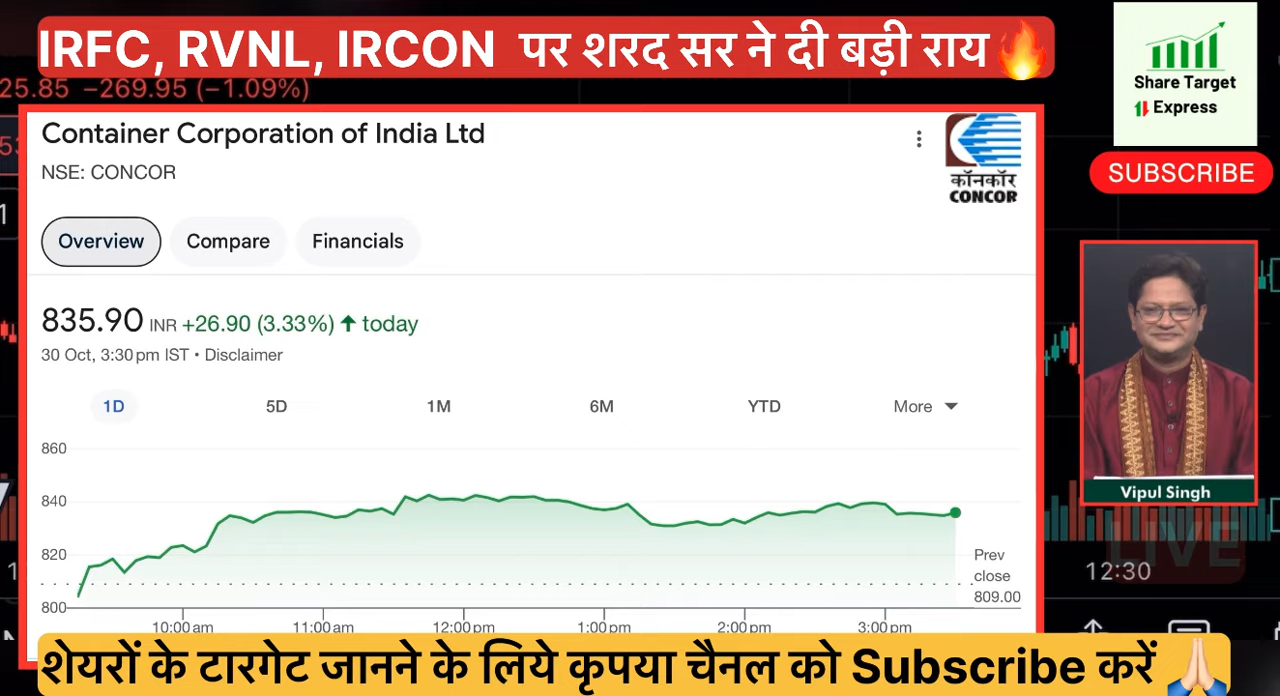 IRFC, RVNL, IRCON पर शरद सर ने दी बड़ी राय🔥
25.85 −269.95 (−1.09%)
Share Target
Express
SUBSCRIBE
Container Corporation of India Ltd
NSE: CONCOR
कॉनकॉर
CONCOR
Overview
Compare
Financials
835.90 INR +26.90 (3.33%) ↑ today
30 Oct, 3:30 pm IST • Disclaimer
1D 5D 1M 6M YTD More
860
840
820
800
Prev
close
809.00
10:00 am 11:00 am 12:00 pm 1:00 pm 2:00 pm 3:00 pm
Vipul Singh
LIVE
12:30
शेयरों के टारगेट जानने के लिये कृपया चैनल को Subscribe करें 🙏